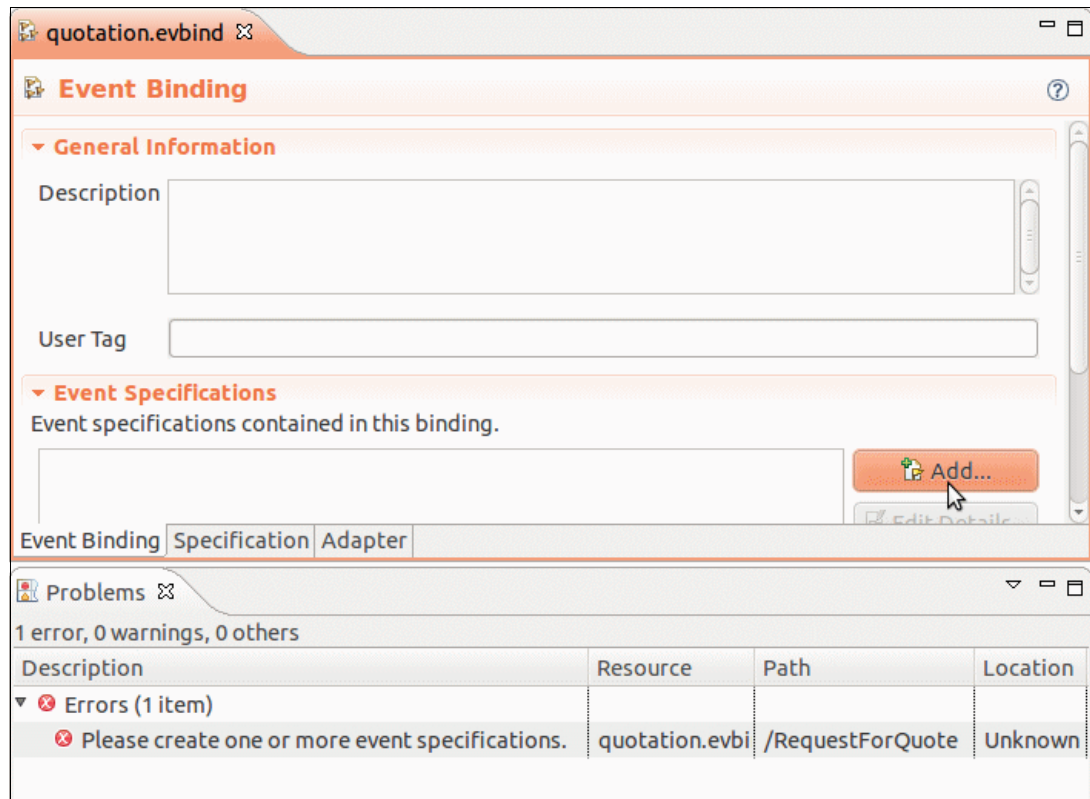 quotation.evbind
Event Binding
General Information
Description
User Tag
Event Specifications
Event specifications contained in this binding.
Add...
Edit Details...
Event Binding Specification Adapter
Problems
1 error, 0 warnings, 0 others
Description Resource Path Location
Errors (1 item)
Please create one or more event specifications. quotation.evbi /RequestForQuote Unknown